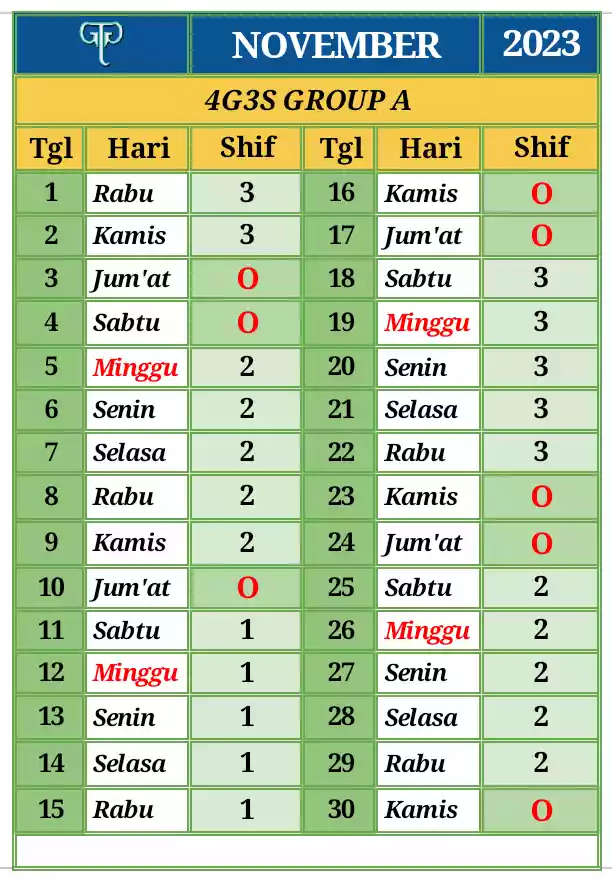 NOVEMBER 2023
4G3S GROUP A
Tgl Hari Shif Tgl Hari Shif
1 Rabu 3 16 Kamis O
2 Kamis 3 17 Jum'at O
3 Jum'at O 18 Sabtu 3
4 Sabtu O 19 Minggu 3
5 Minggu 2 20 Senin 3
6 Senin 2 21 Selasa 3
7 Selasa 2 22 Rabu 3
8 Rabu 2 23 Kamis O
9 Kamis 2 24 Jum'at O
10 Jum'at O 25 Sabtu 2
11 Sabtu 1 26 Minggu 2
12 Minggu 1 27 Senin 2
13 Senin 1 28 Selasa 2
14 Selasa 1 29 Rabu 2
15 Rabu 1 30 Kamis O